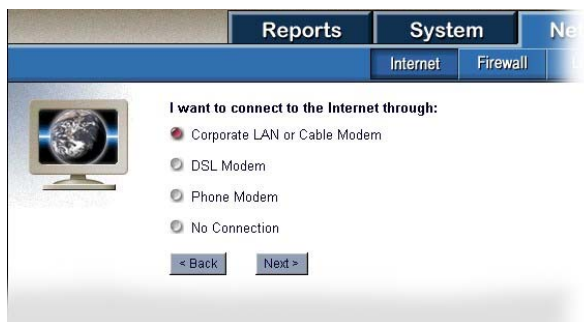 Reports System Ne
Internet Firewall
I want to connect to the Internet through:
Corporate LAN or Cable Modem
DSL Modem
Phone Modem
No Connection
< Back Next >